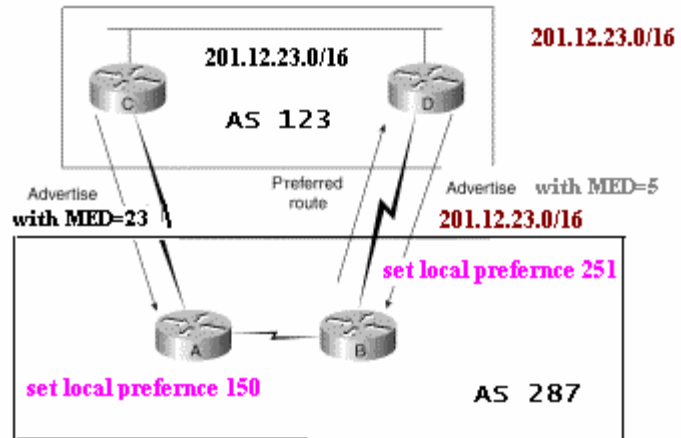 201.12.23.0/16
201.12.23.0/16
C
D
AS 123
Preferred
route
Advertise
with MED=23
Advertise
with MED=5
201.12.23.0/16
set local prefernce 251
A
B
set local prefernce 150
AS 287